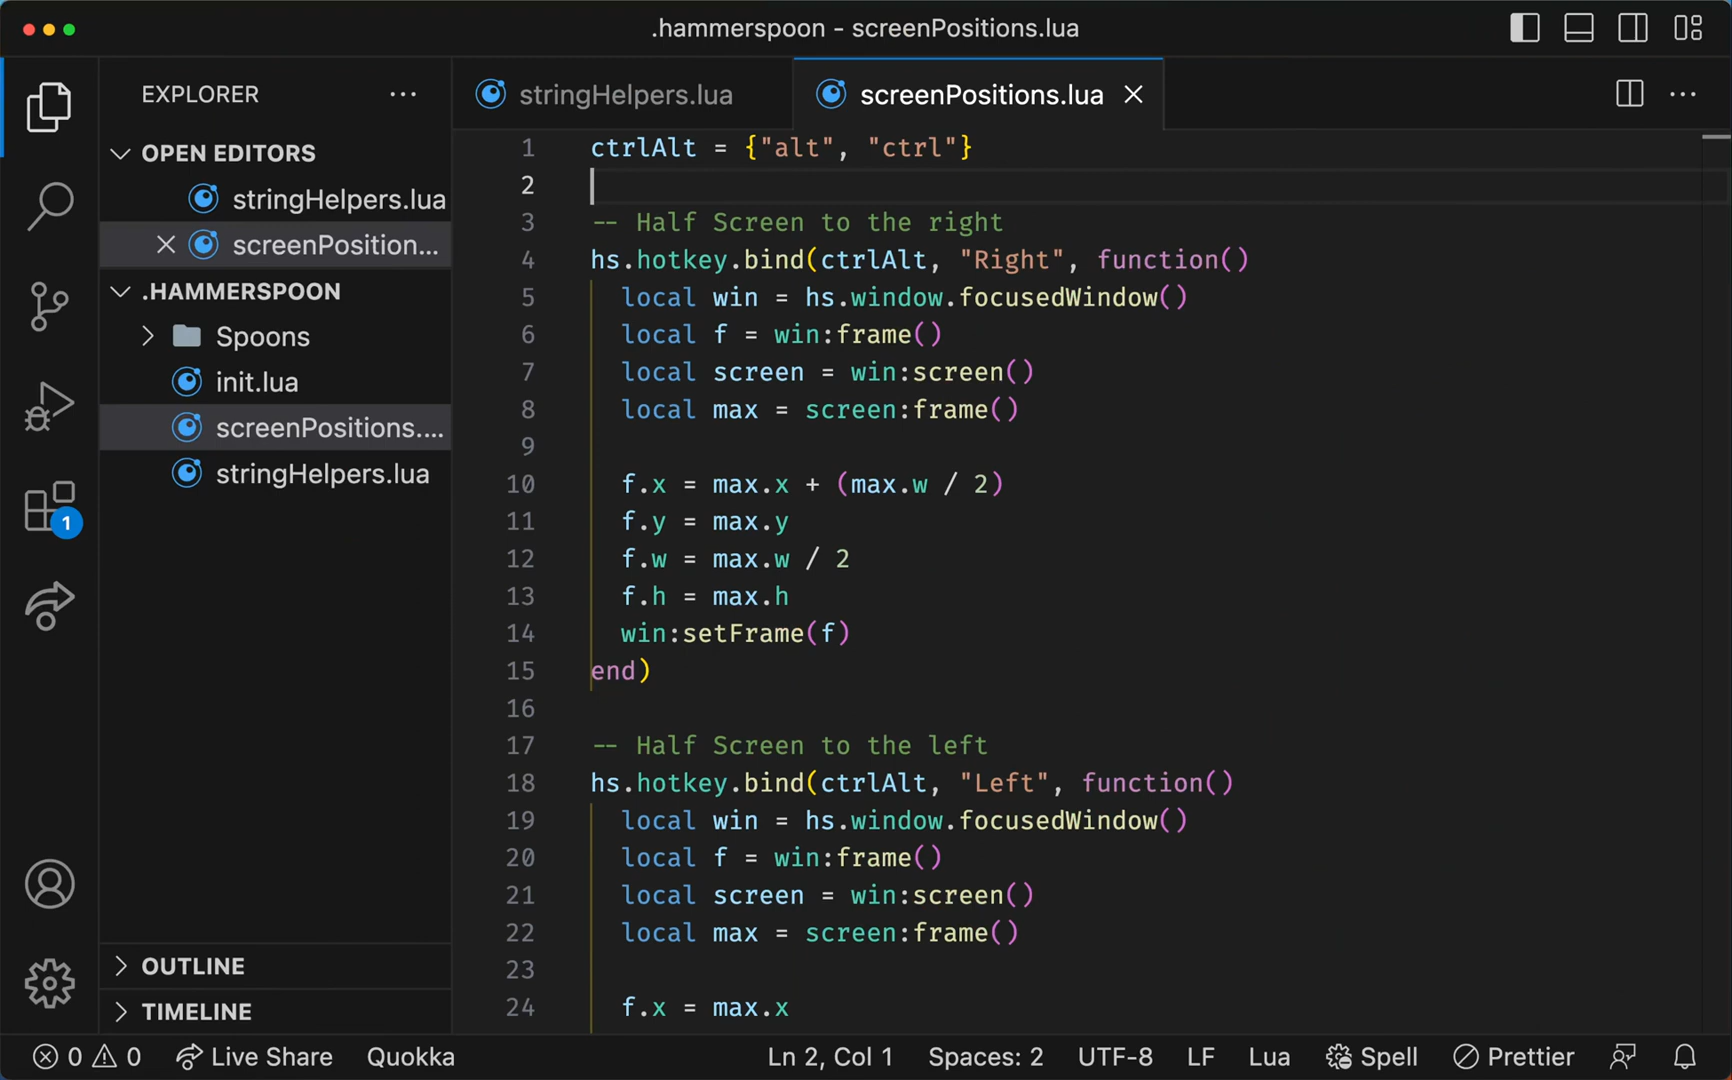 .hammerspoon - screenPositions.lua
EXPLORER
OPEN EDITORS
stringHelpers.lua
screenPosition...
.HAMMERSPOON
Spoons
init.lua
screenPositions....
stringHelpers.lua
1
OUTLINE
TIMELINE
stringHelpers.lua
screenPositions.lua
1 ctrlAlt = {"alt", "ctrl"}
2
3 -- Half Screen to the right
4 hs.hotkey.bind(ctrlAlt, "Right", function()
5 local win = hs.window.focusedWindow()
6 local f = win:frame()
7 local screen = win:screen()
8 local max = screen:frame()
9
10 f.x = max.x + (max.w / 2)
11 f.y = max.y
12 f.w = max.w / 2
13 f.h = max.h
14 win:setFrame(f)
15 end)
16
17 -- Half Screen to the left
18 hs.hotkey.bind(ctrlAlt, "Left", function()
19 local win = hs.window.focusedWindow()
20 local f = win:frame()
21 local screen = win:screen()
22 local max = screen:frame()
23
24 f.x = max.x
0 0 Live Share Quokka Ln 2, Col 1 Spaces: 2 UTF-8 LF Lua Spell Prettier